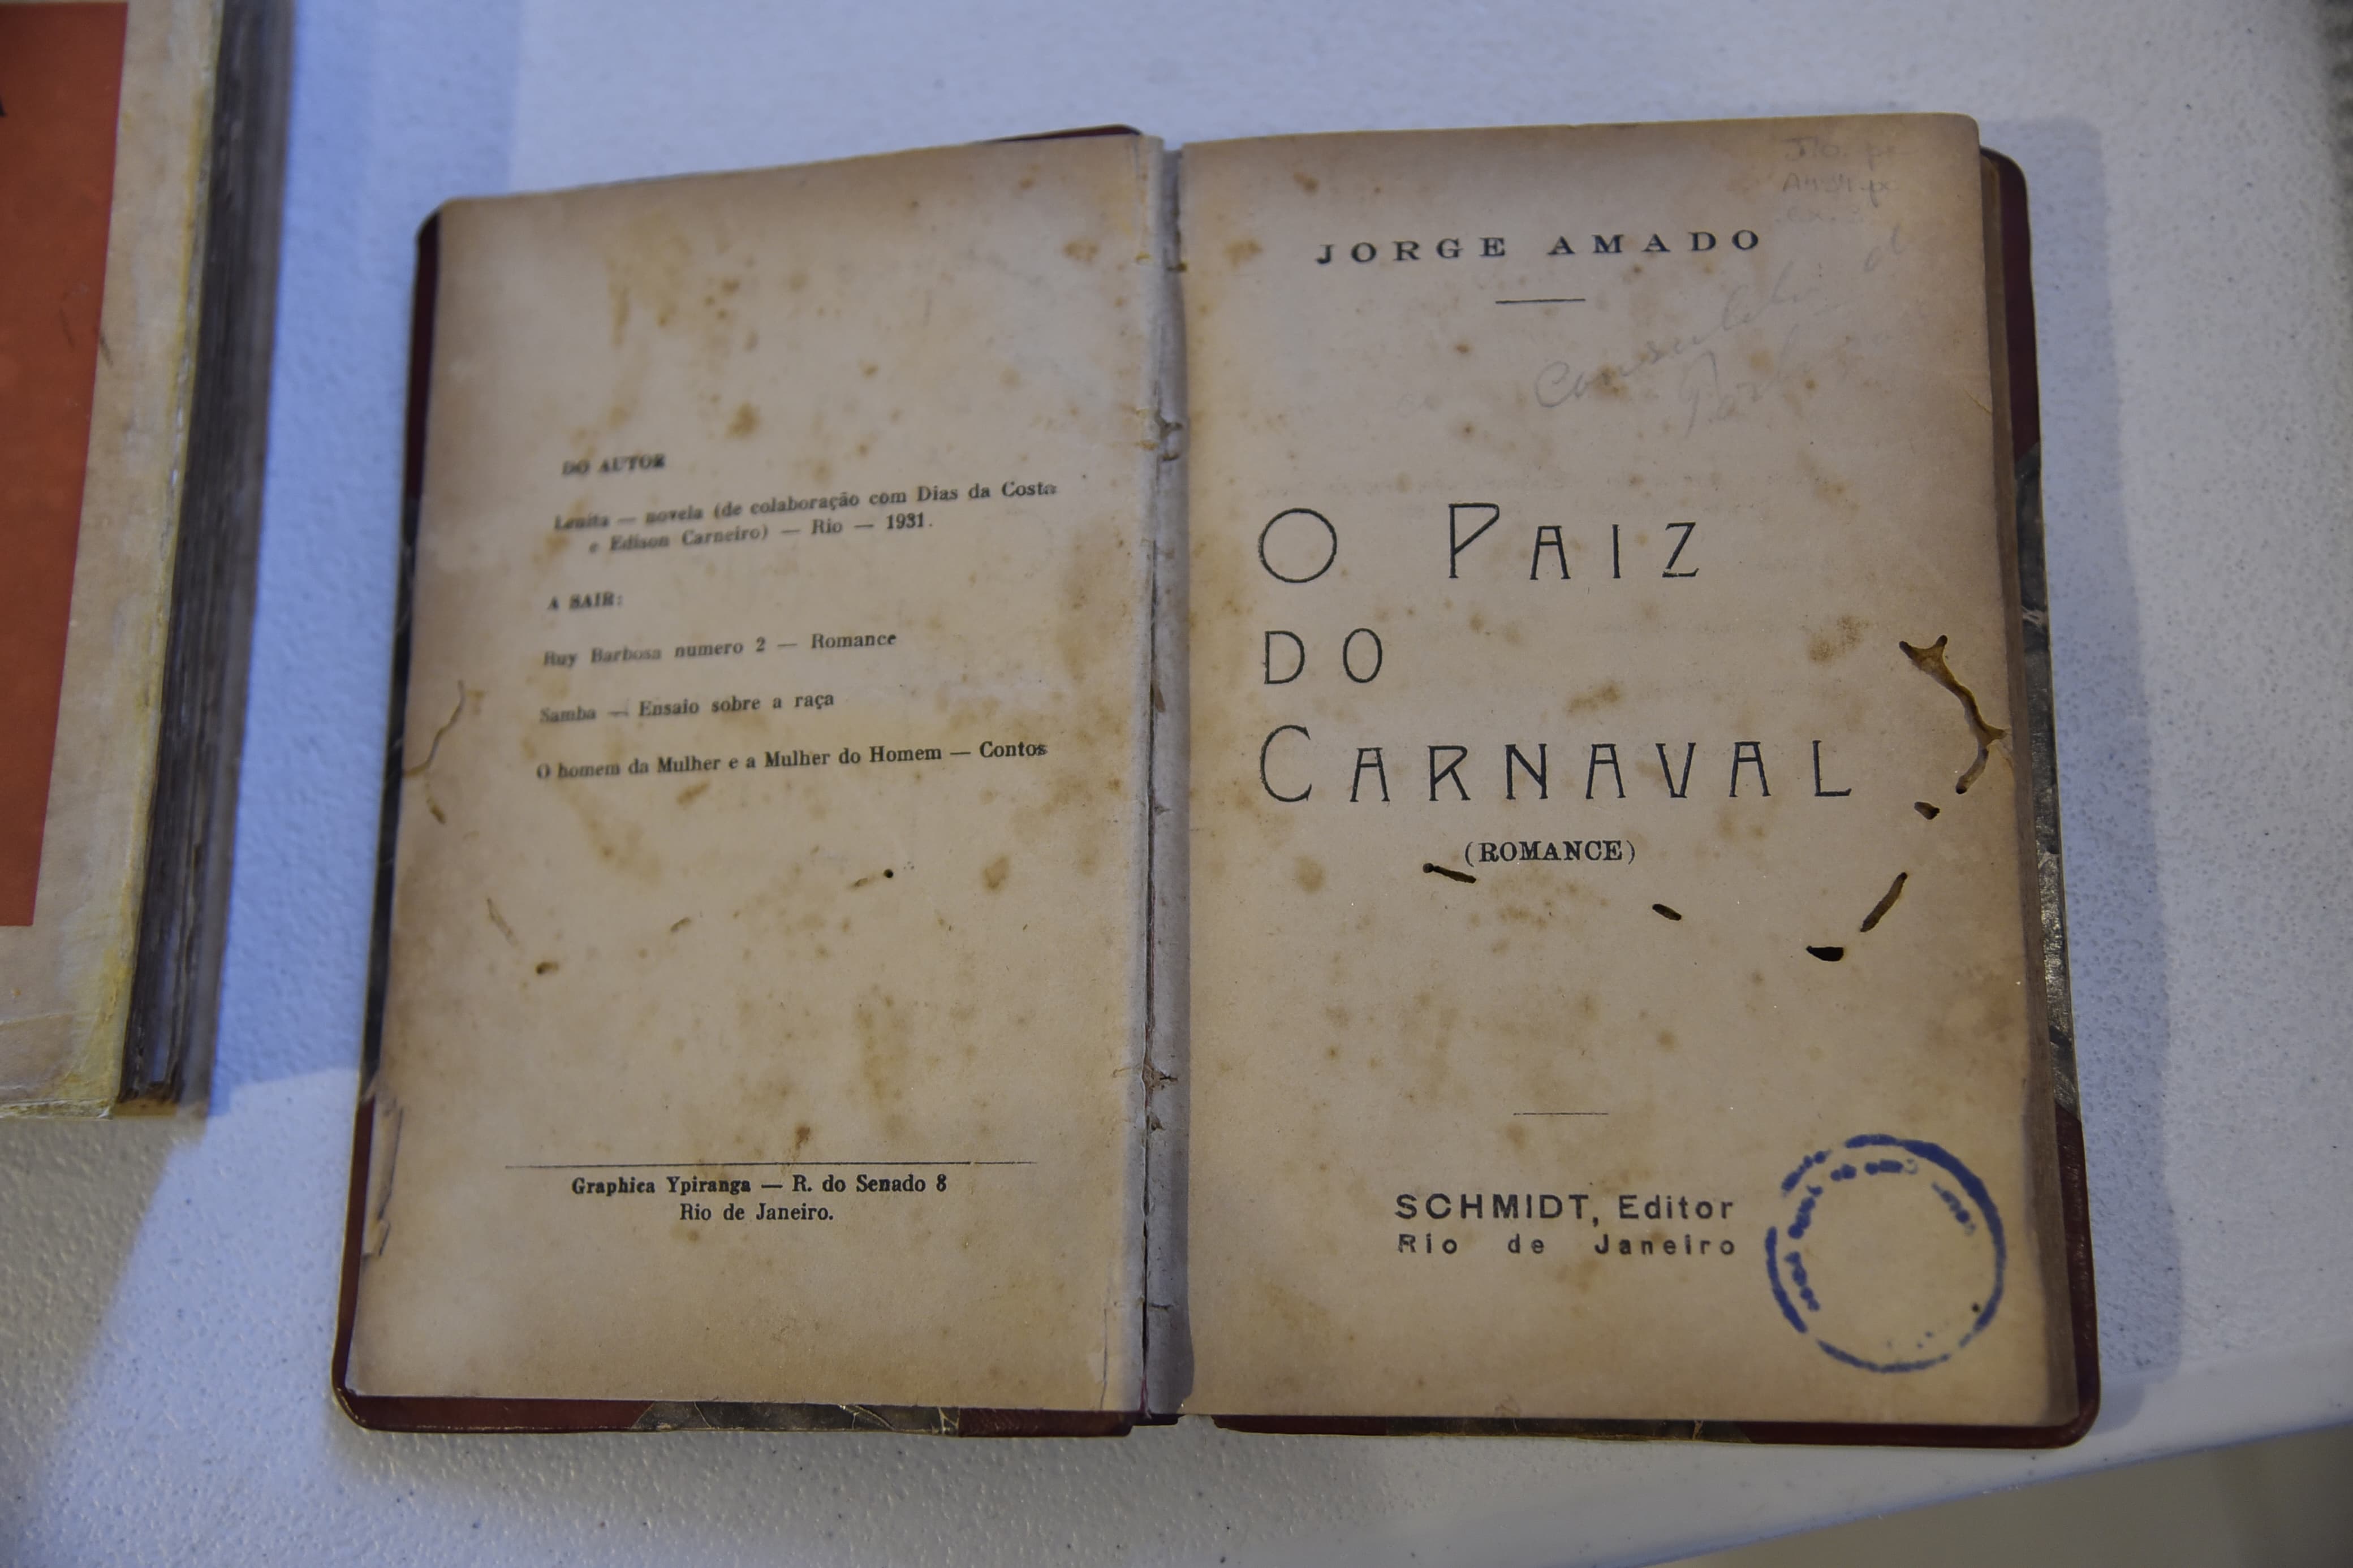 DO AUTOR
Lenita — novela (de colaboração com Dias da Costa
e Edison Carneiro) — Rio — 1931.
A SAIR:
Ruy Barbosa numero 2 — Romance
Samba — Ensaio sobre a raça
O homem da Mulher e a Mulher do Homem — Contos
Graphica Ypiranga — R. do Senado 8
Rio de Janeiro.
JORGE AMADO
O PAIZ
DO
CARNAVAL
(ROMANCE)
SCHMIDT, Editor
Rio de Janeiro